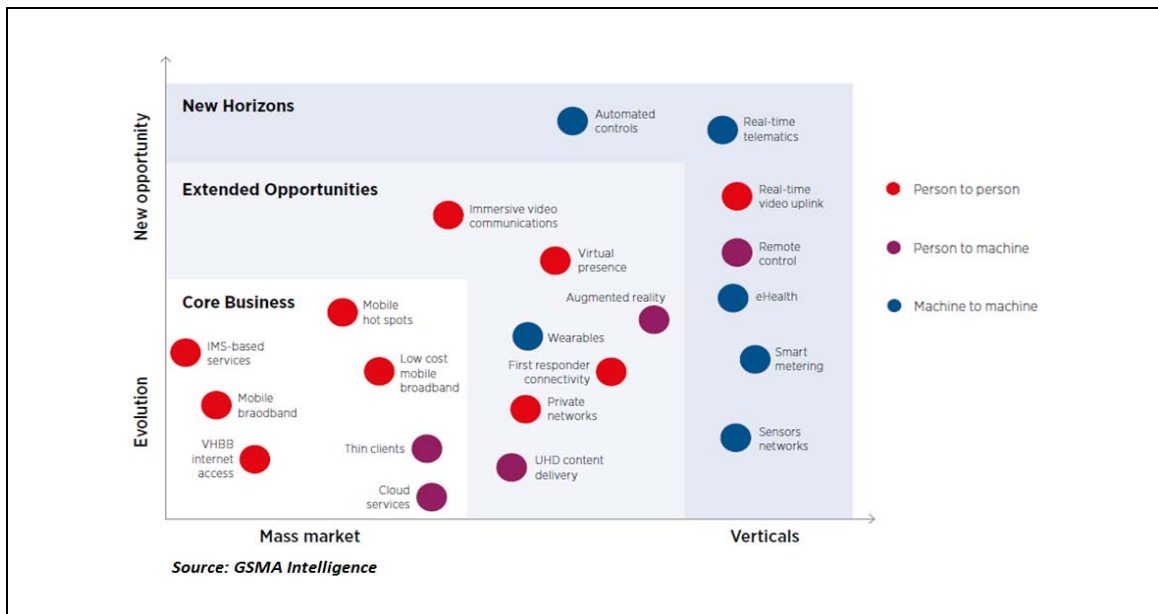 New opportunity
Evolution
New Horizons
Automated
controls
Real-time
telematics
Extended Opportunities
Immersive video
communications
Real-time
video uplink
Virtual
presence
Remote
control
Core Business
Mobile
hot spots
Augmented reality
eHealth
IMS-based
services
Low cost
mobile
broadband
Wearables
First responder
connectivity
Smart
metering
Mobile
braodband
Private
networks
VHBB
internet
access
Thin clients
UHD content
delivery
Sensors
networks
Cloud
services
Mass market
Verticals
Person to person
Person to machine
Machine to machine
Source: GSMA Intelligence